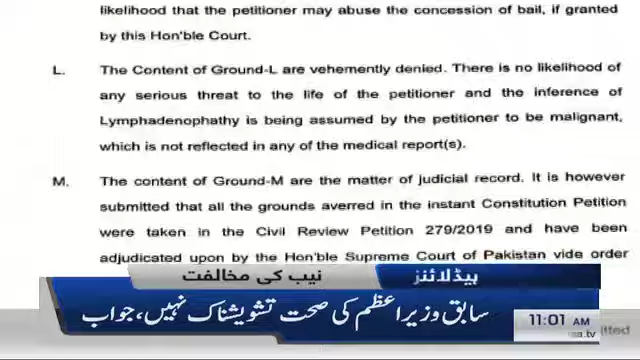 likelihood that the petitioner may abuse the concession of bail, if granted
by this Hon'ble Court.
L. The Content of Ground-L are vehemently denied. There is no likelihood of
any serious threat to the life of the petitioner and the inference of
Lymphadenophathy is being assumed by the petitioner to be malignant,
which is not reflected in any of the medical report(s).
M. The content of Ground-M are the matter of judicial record. It is however
submitted that all the grounds averred in the instant Constitution Petition
were taken in the Civil Review Petition 279/2019 and have been
adjudicated upon by the Hon'ble Supreme Court of Pakistan vide order
ہیڈلائنز
نیب کی مخالفت
سابق وزیراعظم کی صحت تشویشناک نہیں، جواب
11:01 AM